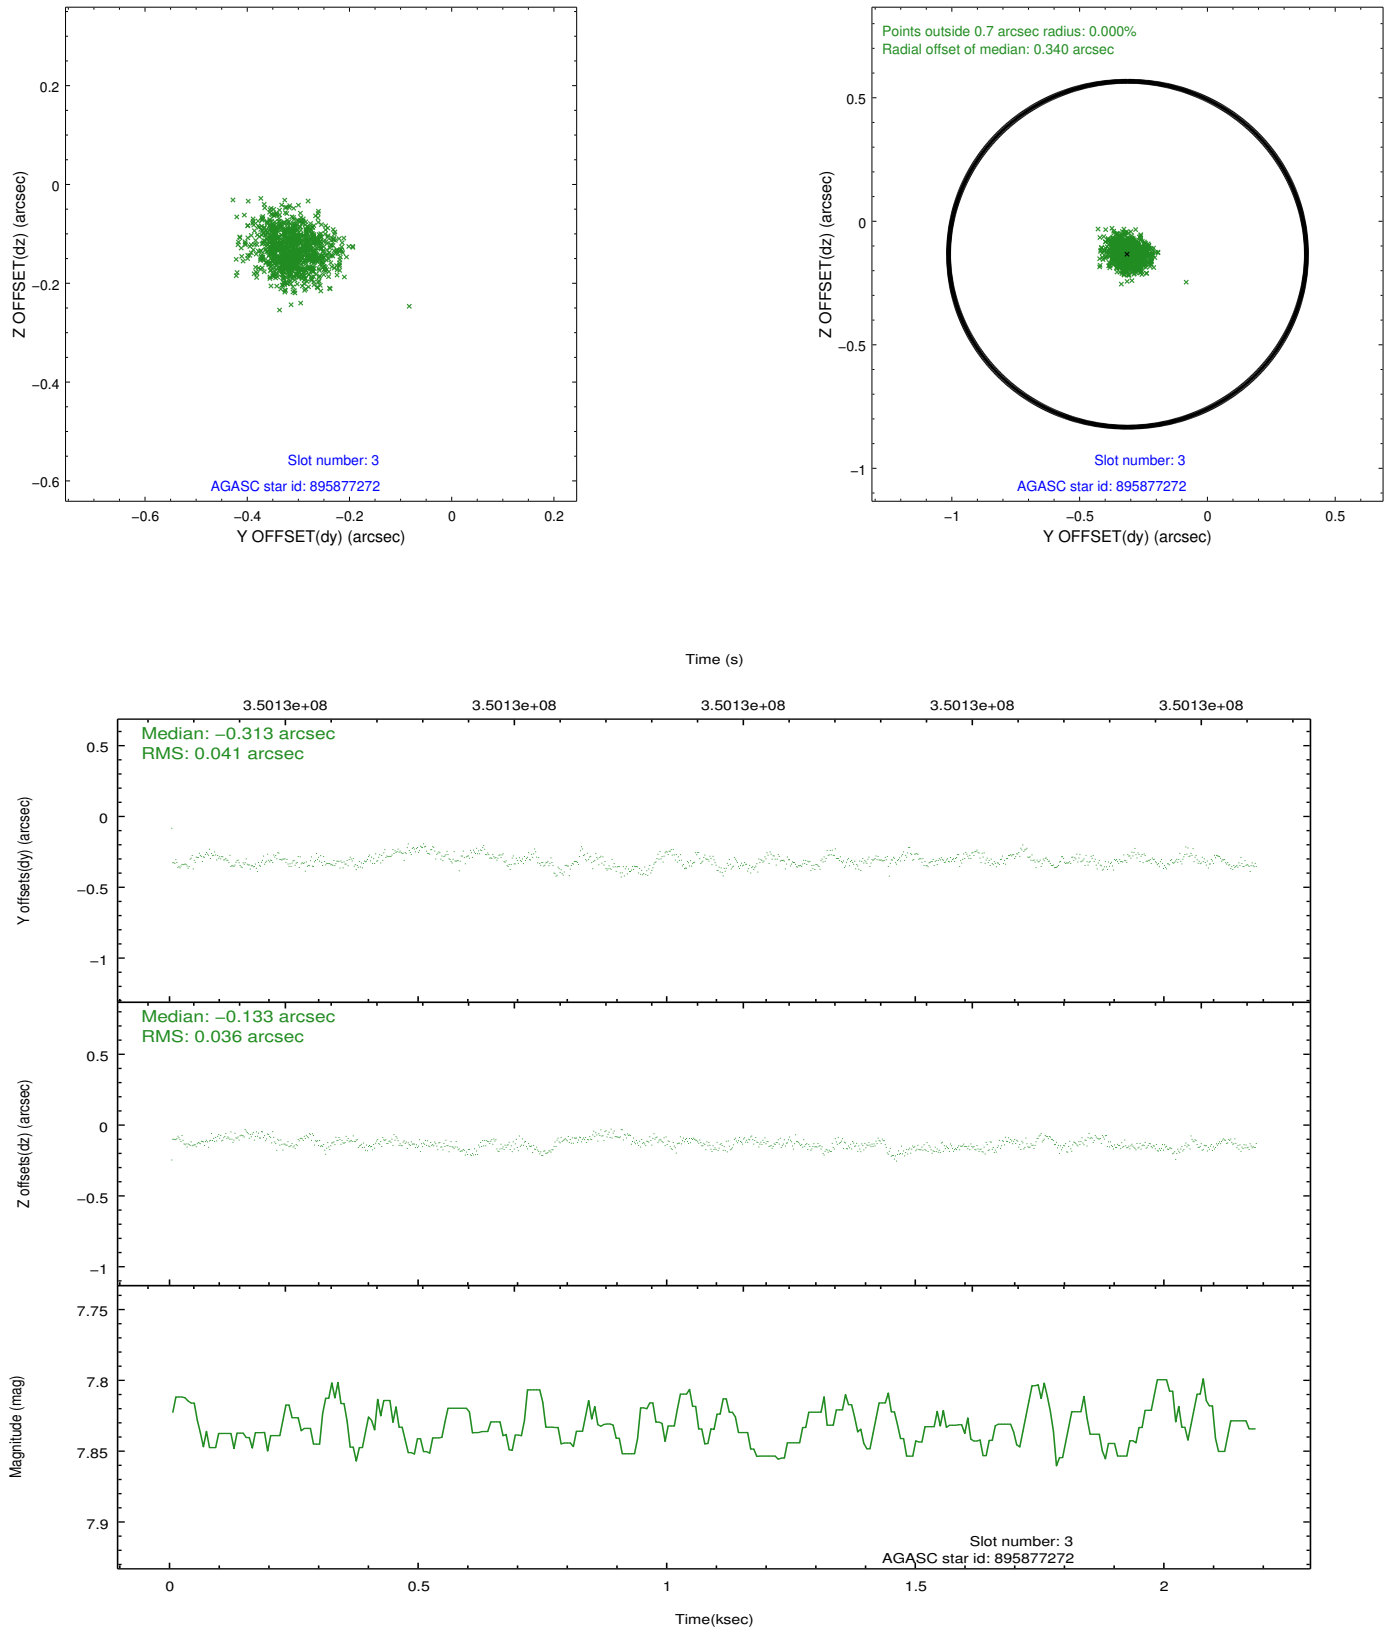 0.2
0
−0.2
−0.4
−0.6
Z OFFSET(dz) (arcsec)
Slot number: 3
AGASC star id: 895877272
−0.6
−0.4
−0.2
0
0.2
Y OFFSET(dy) (arcsec)
Points outside 0.7 arcsec radius: 0.000%
Radial offset of median: 0.340 arcsec
0.5
0
−0.5
−1
Z OFFSET(dz) (arcsec)
Slot number: 3
AGASC star id: 895877272
−1
−0.5
0
0.5
Y OFFSET(dy) (arcsec)
Time (s)
3.5013e+08
3.5013e+08
3.5013e+08
3.5013e+08
3.5013e+08
Median: −0.313 arcsec
RMS: 0.041 arcsec
0.5
0
−0.5
−1
Y offsets(dy) (arcsec)
Median: −0.133 arcsec
RMS: 0.036 arcsec
0.5
0
−0.5
−1
Z offsets(dz) (arcsec)
7.75
7.8
7.85
7.9
Magnitude (mag)
Slot number: 3
AGASC star id: 895877272
0
0.5
1
1.5
2
Time(ksec)